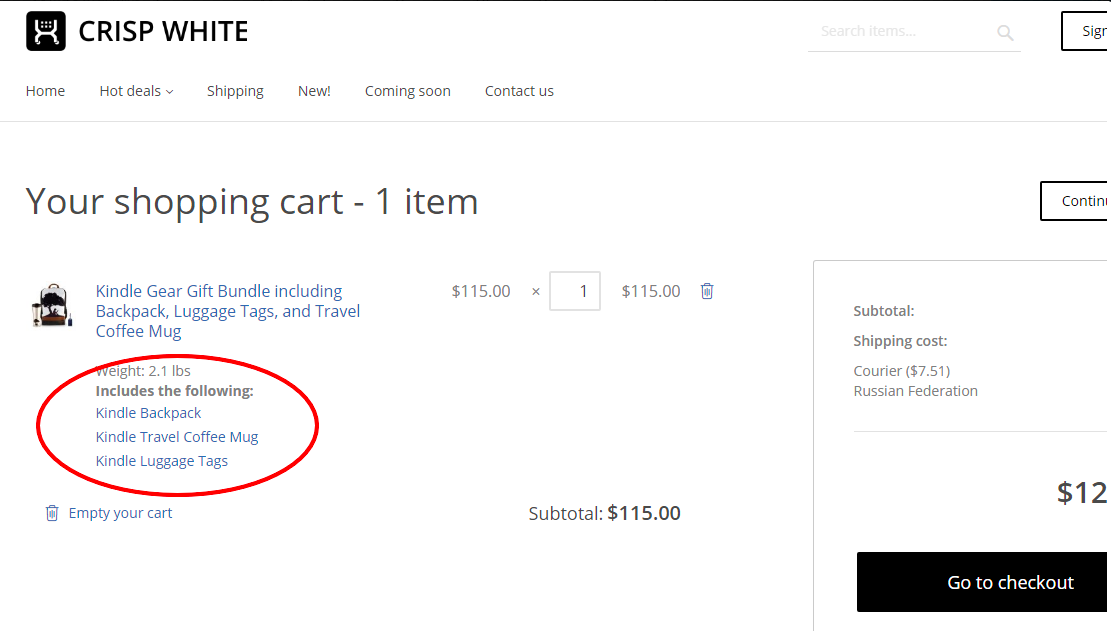 CRISP WHITE
Search items...
Sign
Home Hot deals Shipping New! Coming soon Contact us
Your shopping cart - 1 item
Continu
Kindle Gear Gift Bundle including
Backpack, Luggage Tags, and Travel
Coffee Mug
$115.00 × 1 $115.00
Weight: 2.1 lbs
Includes the following:
Kindle Backpack
Kindle Travel Coffee Mug
Kindle Luggage Tags
Empty your cart
Subtotal: $115.00
Subtotal:
Shipping cost:
Courier ($7.51)
Russian Federation
$12
Go to checkout